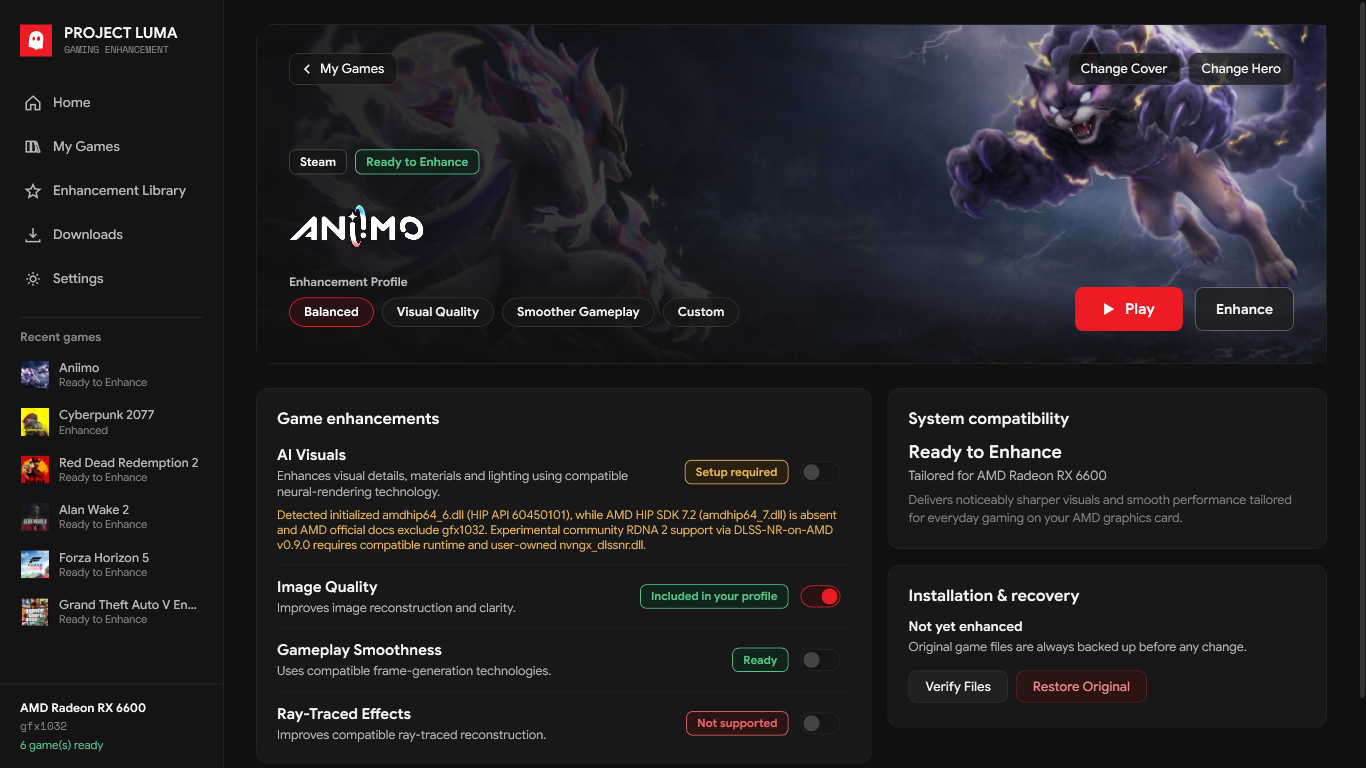 PROJECT LUMA
GAMING ENHANCEMENT
Home
My Games
Enhancement Library
Downloads
Settings
Recent games
Aniimo
Ready to Enhance
Cyberpunk 2077
Enhanced
Red Dead Redemption 2
Ready to Enhance
Alan Wake 2
Ready to Enhance
Forza Horizon 5
Ready to Enhance
Grand Theft Auto V En...
Ready to Enhance
AMD Radeon RX 6600
gfx1032
6 game(s) ready
My Games
Change Cover
Change Hero
Steam
Ready to Enhance
ANIIMO
Enhancement Profile
Balanced
Visual Quality
Smoother Gameplay
Custom
Play
Enhance
Game enhancements
AI Visuals
Enhances visual details, materials and lighting using compatible
neural-rendering technology.
Setup required
Detected initialized amdhip64_6.dll (HIP API 60450101), while AMD HIP SDK 7.2 (amdhip64_7.dll) is absent
and AMD official docs exclude gfx1032. Experimental community RDNA 2 support via DLSS-NR-on-AMD
v0.9.0 requires compatible runtime and user-owned nvngx_dlssnr.dll.
Image Quality
Improves image reconstruction and clarity.
Included in your profile
Gameplay Smoothness
Uses compatible frame-generation technologies.
Ready
Ray-Traced Effects
Improves compatible ray-traced reconstruction.
Not supported
System compatibility
Ready to Enhance
Tailored for AMD Radeon RX 6600
Delivers noticeably sharper visuals and smooth performance tailored
for everyday gaming on your AMD graphics card.
Installation & recovery
Not yet enhanced
Original game files are always backed up before any change.
Verify Files
Restore Original